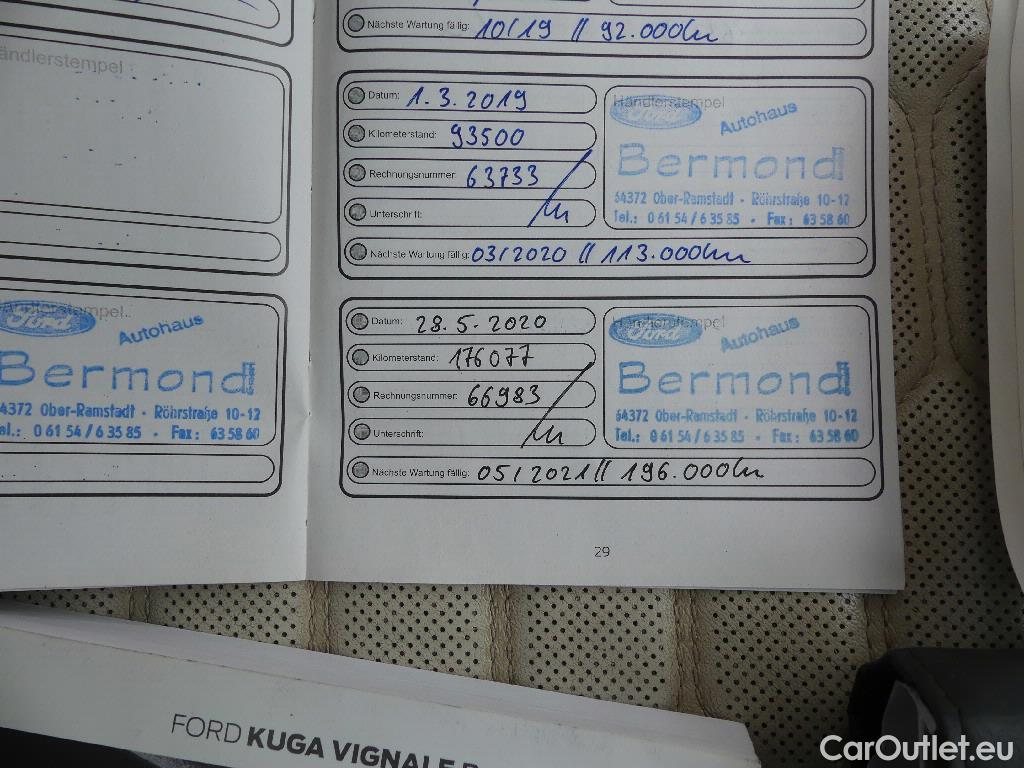 Nächste Wartung fällig: 10/19 // 92.000km
ändlerstempel
Datum: 1.3.2019
Kilometerstand: 93500
Rechnungsnummer: 63733
Unterschrift:
Händlerstempel
Ford Autohaus
Bermond
64372 Ober-Ramstadt - Röhrstraße 10-12
Tel.: 0 61 54 / 6 35 85 - Fax: 63 58 60
Nächste Wartung fällig: 03/2020 // 113.000km
ändlerstempel:
Ford Autohaus
Bermond
64372 Ober-Ramstadt - Röhrstraße 10-12
el.: 0 61 54 / 6 35 85 - Fax: 63 58 60
Datum: 28.5.2020
Kilometerstand: 176077
Rechnungsnummer: 66983
Unterschrift:
Händlerstempel
Ford Autohaus
Bermond
64372 Ober-Ramstadt - Röhrstraße 10-12
Tel.: 0 61 54 / 6 35 85 - Fax: 63 58 60
Nächste Wartung fällig: 05/2021 // 196.000km
29
FORD KUGA VIGNALE
CarOutlet.eu